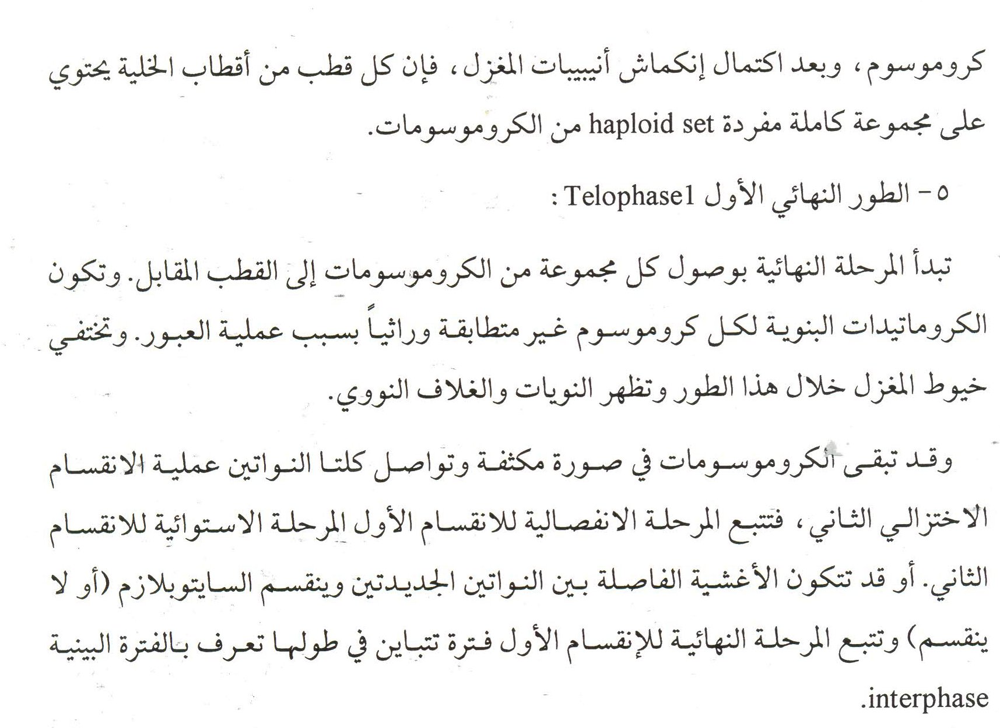 كروموسوم، وبعد اكتمال إنكماش أنيبيبات المغزل، فإن كل قطب من أقطاب الخلية يحتوي
على مجموعة كاملة مفردة haploid set من الكروموسومات.
٥- الطور النهائي الأول Telophase1 :
تبدأ المرحلة النهائية بوصول كل مجموعة من الكروموسومات إلى القطب المقابل. وتكون
الكروماتيدات البنوية لكل كروموسوم غير متطابقة وراثياً بسبب عملية العبور. وتختفي
خيوط المغزل خلال هذا الطور وتظهر النويات والغلاف النووي.
وقد تبقى الكروموسومات في صورة مكثفة وتواصل كلتا النواتين عملية الانقسام
الاختزالي الثاني، فتتبع المرحلة الانفصالية للانقسام الأول المرحلة الاستوائية للانقسام
الثاني. أو قد تتكون الأغشية الفاصلة بين النواتين الجديدتين وينقسم السايتوبلازم (أو لا
ينقسم) وتتبع المرحلة النهائية للإنقسام الأول فترة تتباين في طولها تعرف بالفترة البينية
interphase.